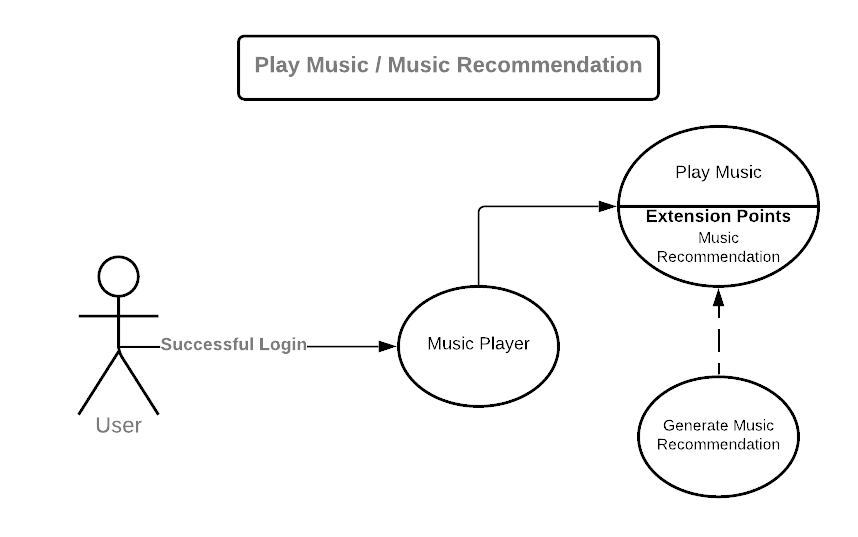 Play Music / Music Recommendation
Play Music
Extension Points
Music
Recommendation
Successful Login
Music Player
User
Generate Music
Recommendation